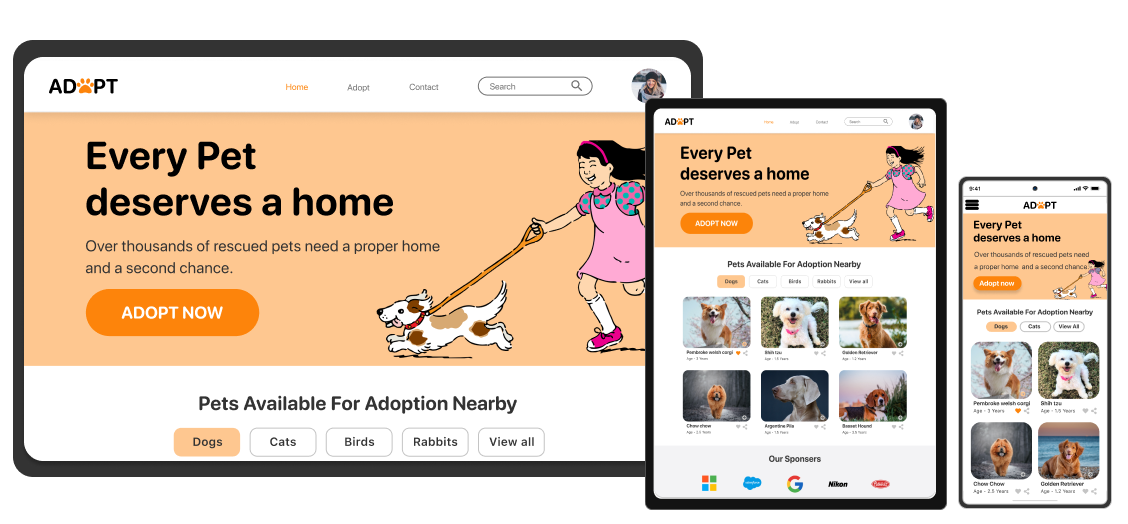 ADOPT
Home
Adopt
Contact
Search
Every Pet
deserves a home
Over thousands of rescued pets need a proper home
and a second chance.
ADOPT NOW
Pets Available For Adoption Nearby
Dogs
Cats
Birds
Rabbits
View all
ADOPT
Home
Adopt
Contact
Search
Every Pet
deserves a home
Over thousands of rescued pets need a proper home
and a second chance.
ADOPT NOW
Pets Available For Adoption Nearby
Dogs
Cats
Birds
Rabbits
View all
Pembroke welsh corgi
Age - 3 Years
Shih tzu
Age - 1.5 Years
Golden Retriever
Age - 1.2 Years
Chow chow
Age - 2.5 Years
Argentine Pila
Age - 1.5 Years
Basset Hound
Age - 3.5 Years
Our Sponsers
Nikon
9:41
ADOPT
Every Pet
deserves a home
Over thousands of rescued pets need
a proper home and a second chance.
Adopt now
Pets Available For Adoption Nearby
Dogs
Cats
View All
Pembroke welsh corgi
Age - 3 Years
Shih tzu
Age - 1.5 Years
Chow Chow
Age - 2.5 Years
Golden Retriever
Age - 1.2 Years